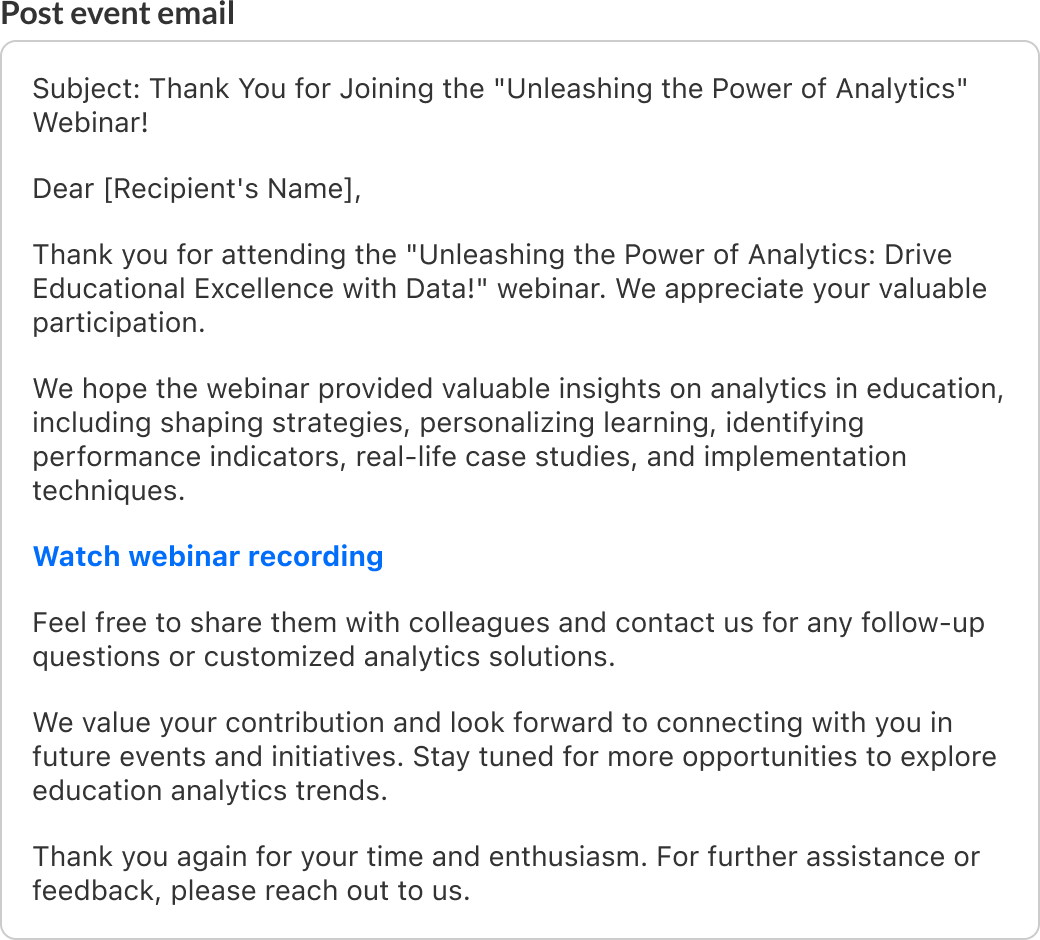 Post event email
Subject: Thank You for Joining the "Unleashing the Power of Analytics"
Webinar!
Dear [Recipient's Name],
Thank you for attending the "Unleashing the Power of Analytics: Drive
Educational Excellence with Data!" webinar. We appreciate your valuable
participation.
We hope the webinar provided valuable insights on analytics in education,
including shaping strategies, personalizing learning, identifying
performance indicators, real-life case studies, and implementation
techniques.
Watch webinar recording
Feel free to share them with colleagues and contact us for any follow-up
questions or customized analytics solutions.
We value your contribution and look forward to connecting with you in
future events and initiatives. Stay tuned for more opportunities to explore
education analytics trends.
Thank you again for your time and enthusiasm. For further assistance or
feedback, please reach out to us.